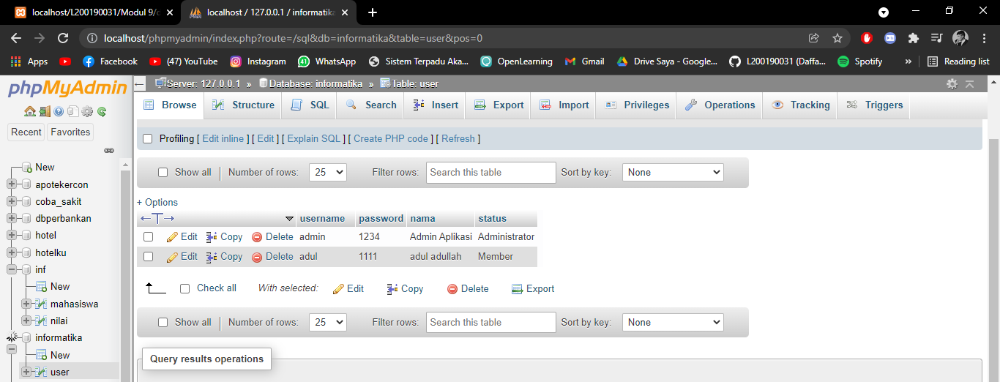 localhost/L200190031/Modul 9/
localhost / 127.0.0.1 / informatika
localhost/phpmyadmin/index.php?route=/sql&db=informatika&table=user&pos=0
Apps
Facebook
(47) YouTube
Instagram
41
WhatsApp
Sistem Terpadu Aka...
OpenLearning
Gmail
Drive Saya - Google...
L200190031 (Daffa...
Spotify
»
Reading list
phpMyAdmin
Recent
Favorites
New
apotekercon
coba_sakit
dbperbankan
hotel
hotelku
inf
New
mahasiswa
nilai
informatika
New
user
Server: 127.0.0.1 » Database: informatika » Table: user
Browse
Structure
SQL
Search
Insert
Export
Import
Privileges
Operations
Tracking
Triggers
Profiling [ Edit inline ] [ Edit ] [ Explain SQL ] [ Create PHP code ] [ Refresh ]
Show all | Number of rows: 25 Filter rows: Search this table Sort by key: None
+ Options
←T→ username password nama status
Edit Copy Delete admin 1234 Admin Aplikasi Administrator
Edit Copy Delete adul 1111 adul adullah Member
Check all With selected: Edit Copy Delete Export
Show all | Number of rows: 25 Filter rows: Search this table Sort by key: None
Query results operations